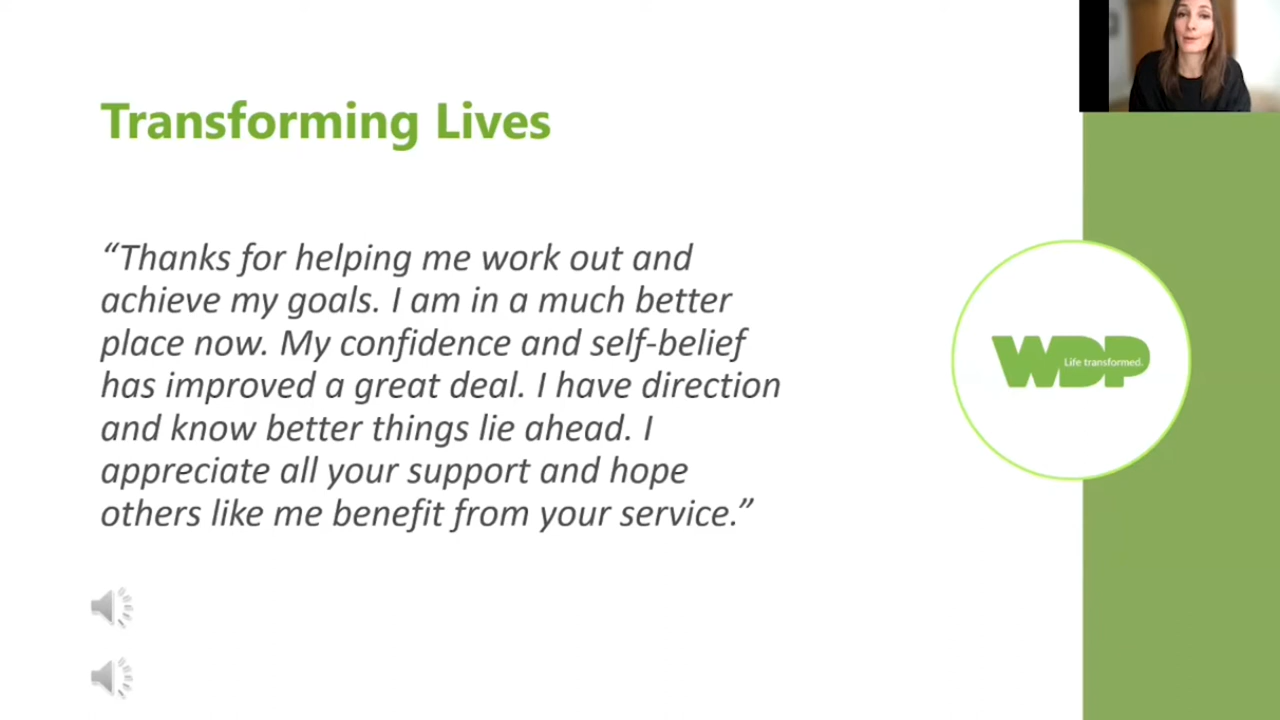 Transforming Lives
“Thanks for helping me work out and
achieve my goals. I am in a much better
place now. My confidence and self-belief
has improved a great deal. I have direction
and know better things lie ahead. I
appreciate all your support and hope
others like me benefit from your service.”
WDP
Life transformed.